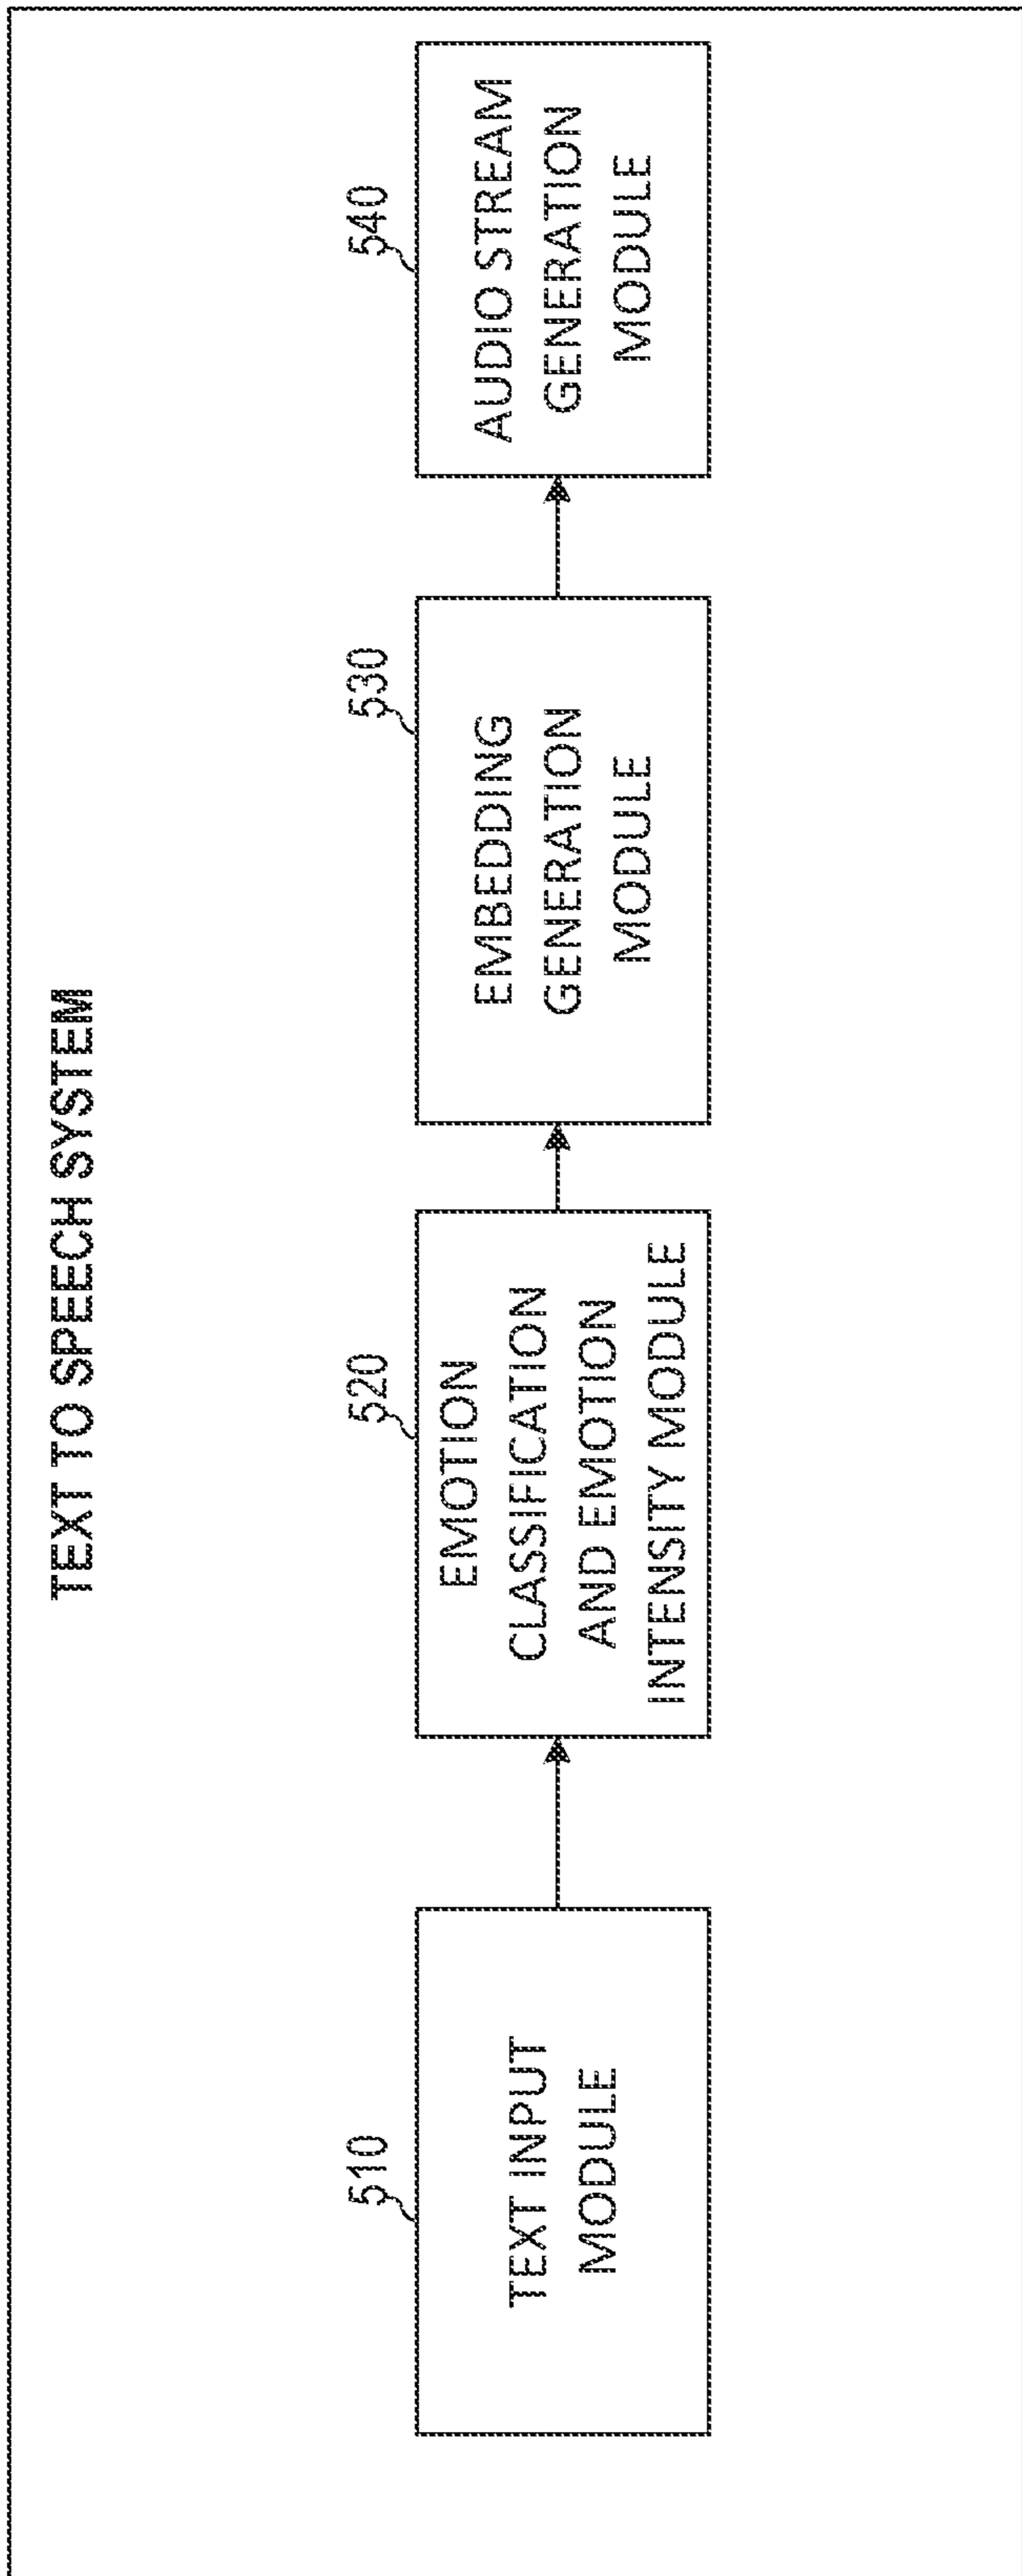 TEXT TO SPEECH SYSTEM
510
TEXT INPUT
MODULE
520
EMOTION
CLASSIFICATION
AND EMOTION
INTENSITY MODULE
530
EMBEDDING
GENERATION
MODULE
540
AUDIO STREAM
GENERATION
MODULE